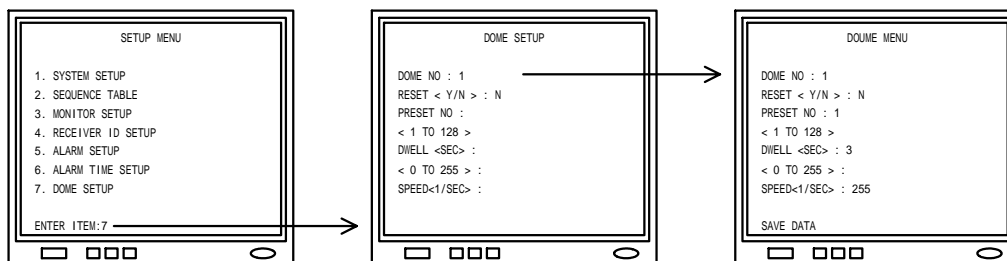 SETUP MENU
1. SYSTEM SETUP
2. SEQUENCE TABLE
3. MONITOR SETUP
4. RECEIVER ID SETUP
5. ALARM SETUP
6. ALARM TIME SETUP
7. DOME SETUP
ENTER ITEM:7
DOME SETUP
DOME NO : 1
RESET < Y/N > : N
PRESET NO :
< 1 TO 128 >
DWELL <SEC> :
< 0 TO 255 > :
SPEED<1/SEC> :
DOUME MENU
DOME NO : 1
RESET < Y/N > : N
PRESET NO : 1
< 1 TO 128 >
DWELL <SEC> : 3
< 0 TO 255 > :
SPEED<1/SEC> : 255
SAVE DATA